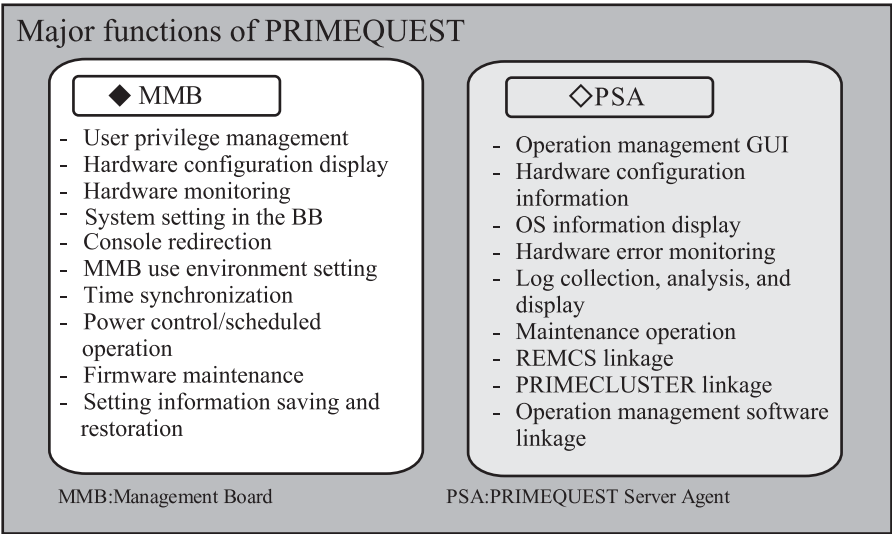 Major functions of PRIMEQUEST
◆ MMB
- User privilege management
- Hardware configuration display
- Hardware monitoring
- System setting in the BB
- Console redirection
- MMB use environment setting
- Time synchronization
- Power control/scheduled
operation
- Firmware maintenance
- Setting information saving and
restoration
◇PSA
- Operation management GUI
- Hardware configuration
information
- OS information display
- Hardware error monitoring
- Log collection, analysis, and
display
- Maintenance operation
- REMCS linkage
- PRIMECLUSTER linkage
- Operation management software
linkage
MMB:Management Board
PSA:PRIMEQUEST Server Agent